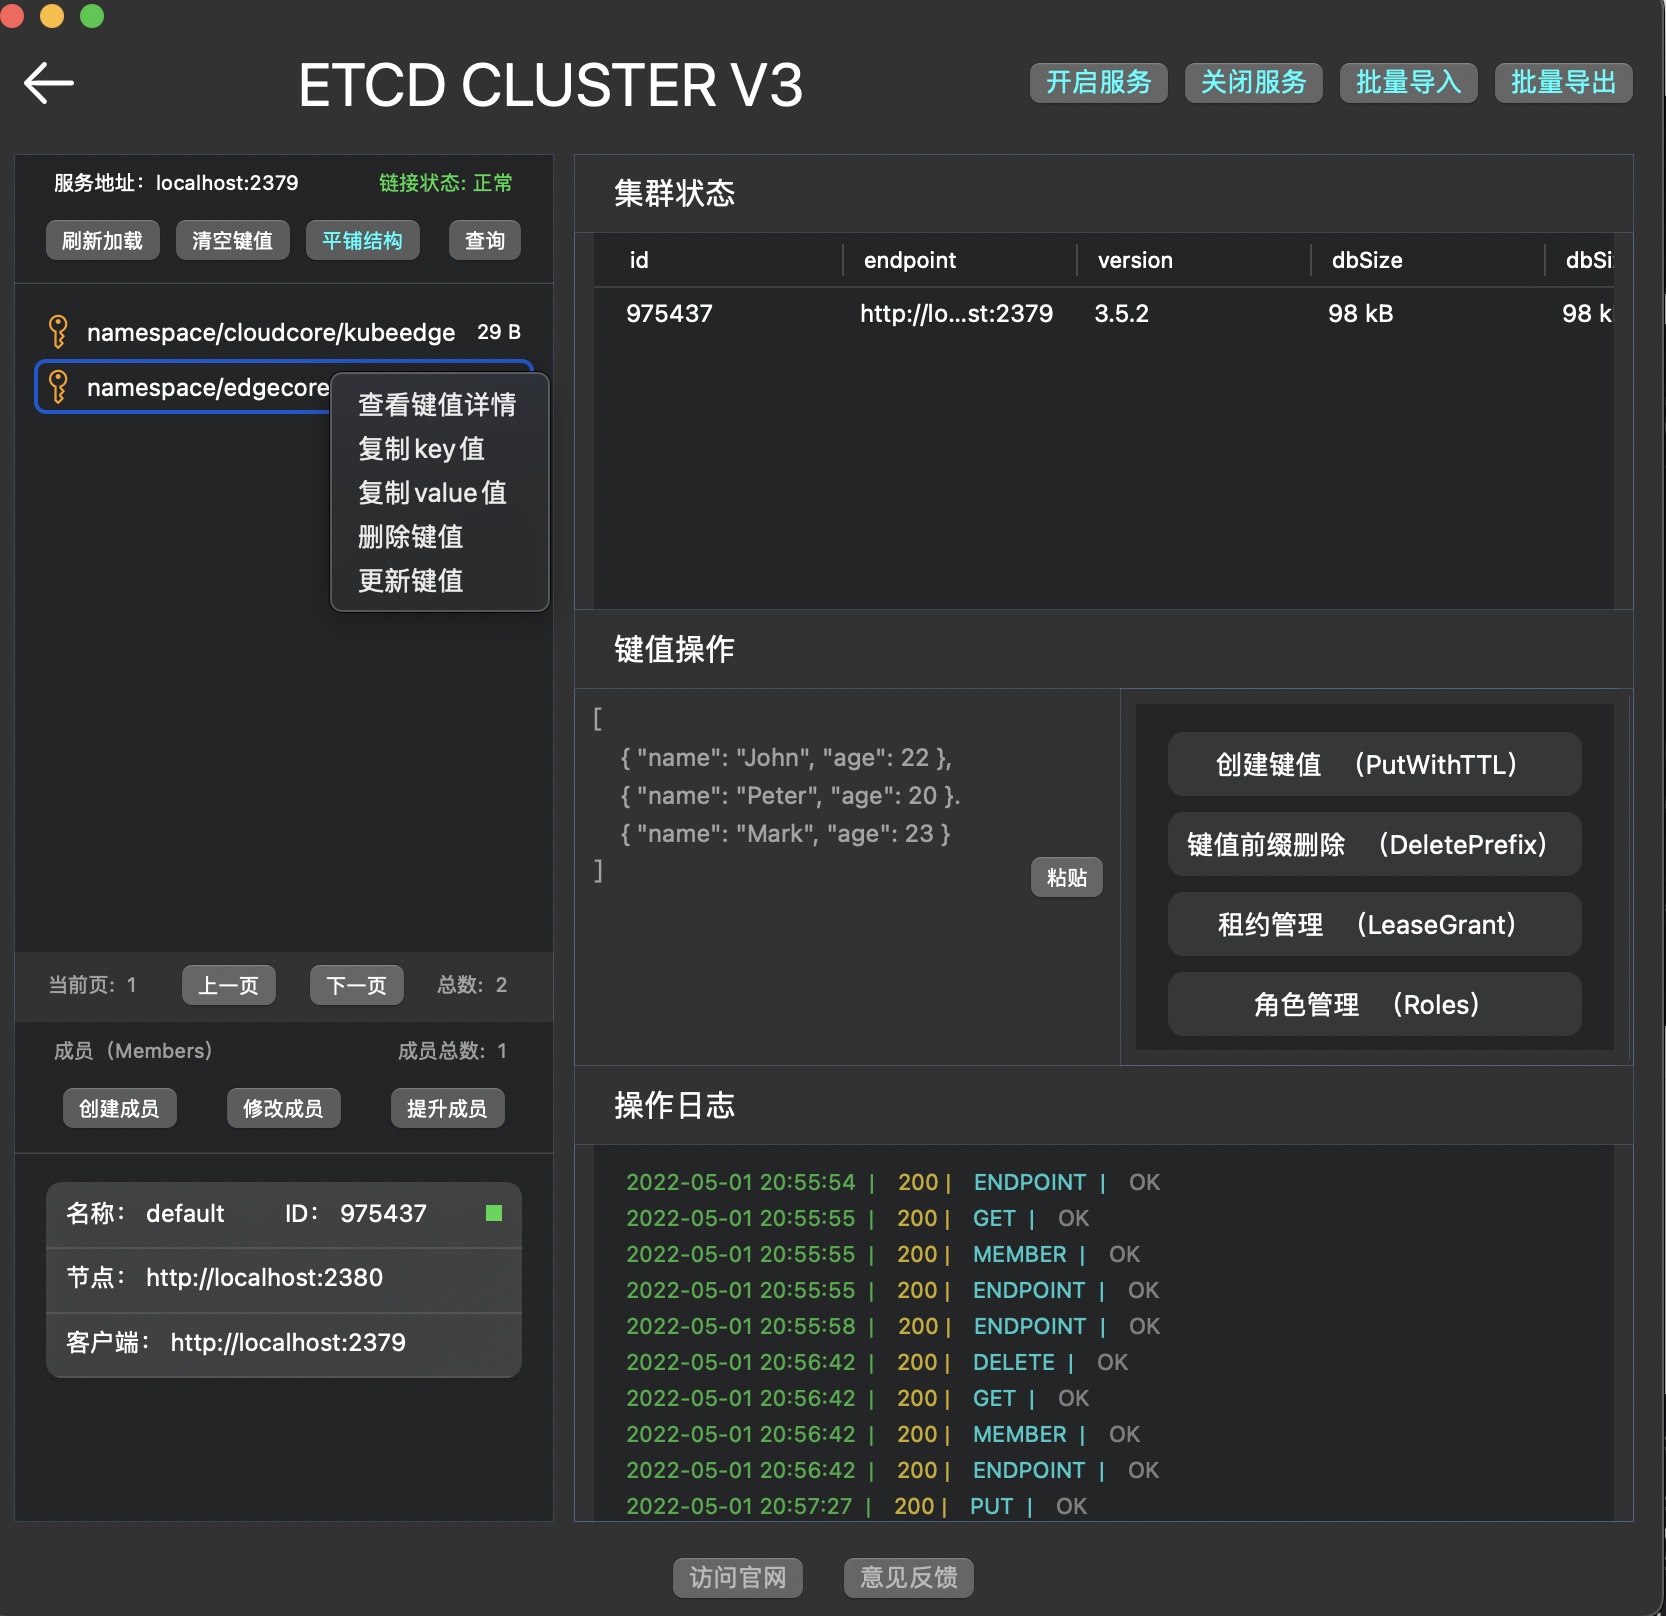 ETCD CLUSTER V3
开启服务 关闭服务 批量导入 批量导出
服务地址：localhost:2379 链接状态: 正常
刷新加载 清空键值 平铺结构 查询
namespace/cloudcore/kubeedge 29 B
namespace/edgecore
查看键值详情
复制key值
复制value值
删除键值
更新键值
当前页: 1 上一页 下一页 总数: 2
成员（Members） 成员总数: 1
创建成员 修改成员 提升成员
名称： default ID： 975437
节点： http://localhost:2380
客户端： http://localhost:2379
集群状态
id endpoint version dbSize
975437 http://lo...st:2379 3.5.2 98 kB 98
键值操作
[
{ "name": "John", "age": 22 },
{ "name": "Peter", "age": 20 }.
{ "name": "Mark", "age": 23 }
]
粘贴
创建键值 （PutWithTTL）
键值前缀删除 （DeletePrefix）
租约管理 （LeaseGrant）
角色管理 （Roles）
操作日志
2022-05-01 20:55:54 | 200 | ENDPOINT | OK
2022-05-01 20:55:55 | 200 | GET | OK
2022-05-01 20:55:55 | 200 | MEMBER | OK
2022-05-01 20:55:55 | 200 | ENDPOINT | OK
2022-05-01 20:55:58 | 200 | ENDPOINT | OK
2022-05-01 20:56:42 | 200 | DELETE | OK
2022-05-01 20:56:42 | 200 | GET | OK
2022-05-01 20:56:42 | 200 | MEMBER | OK
2022-05-01 20:56:42 | 200 | ENDPOINT | OK
2022-05-01 20:57:27 | 200 | PUT | OK
访问官网 意见反馈